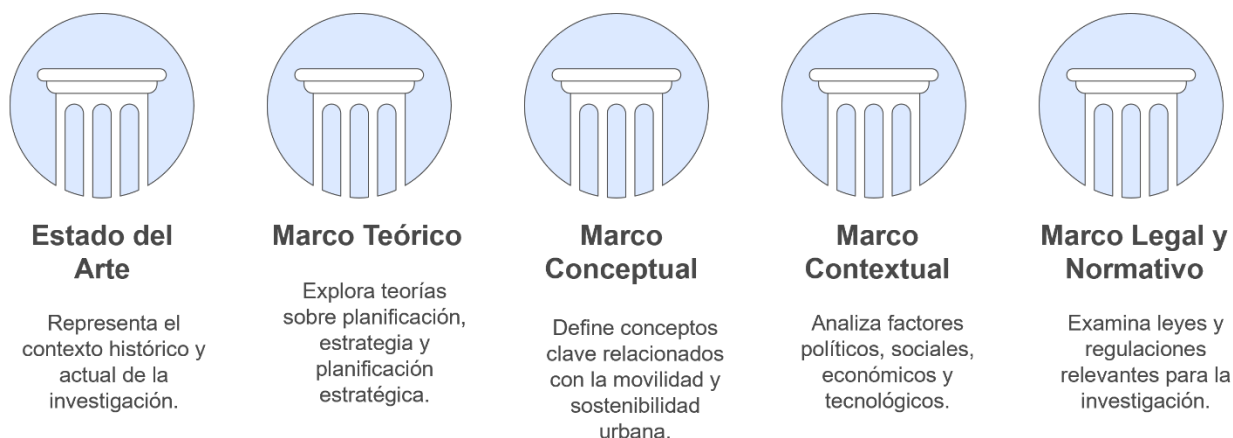 Estado del
Arte
Representa el
contexto histórico y
actual de la
investigación.
Marco Teórico
Explora teorías
sobre planificación,
estrategia y
planificación
estratégica.
Marco
Conceptual
Define conceptos
clave relacionados
con la movilidad y
sostenibilidad
urbana.
Marco
Contextual
Analiza factores
políticos, sociales,
económicos y
tecnológicos.
Marco Legal y
Normativo
Examina leyes y
regulaciones
relevantes para la
investigación.